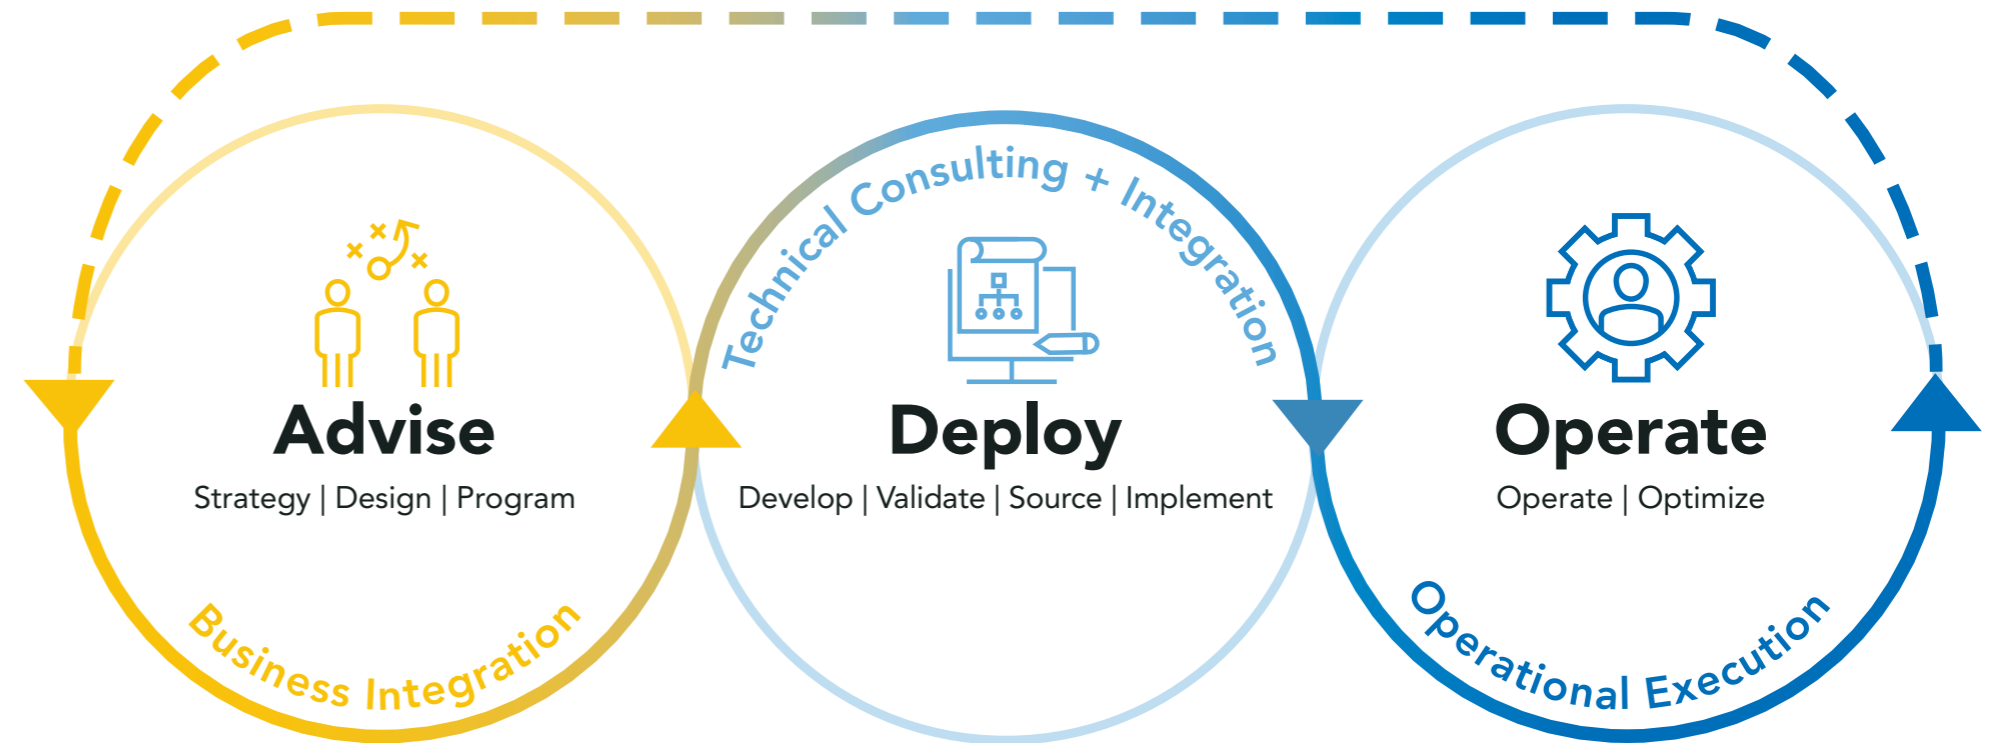 Advise
Strategy | Design | Program
Business Integration
Technical Consulting + Integration
Deploy
Develop | Validate | Source | Implement
Operate
Operate | Optimize
Operational Execution